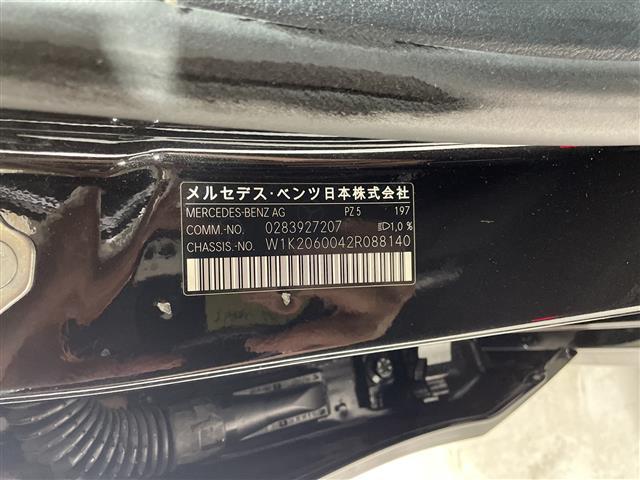 メルセデス・ベンツ日本株式会社
MERCEDES-BENZ AG PZ 5 197
COMM.-NO. 0283927207 1,0 %
CHASSIS.-NO. W1K2060042R088140